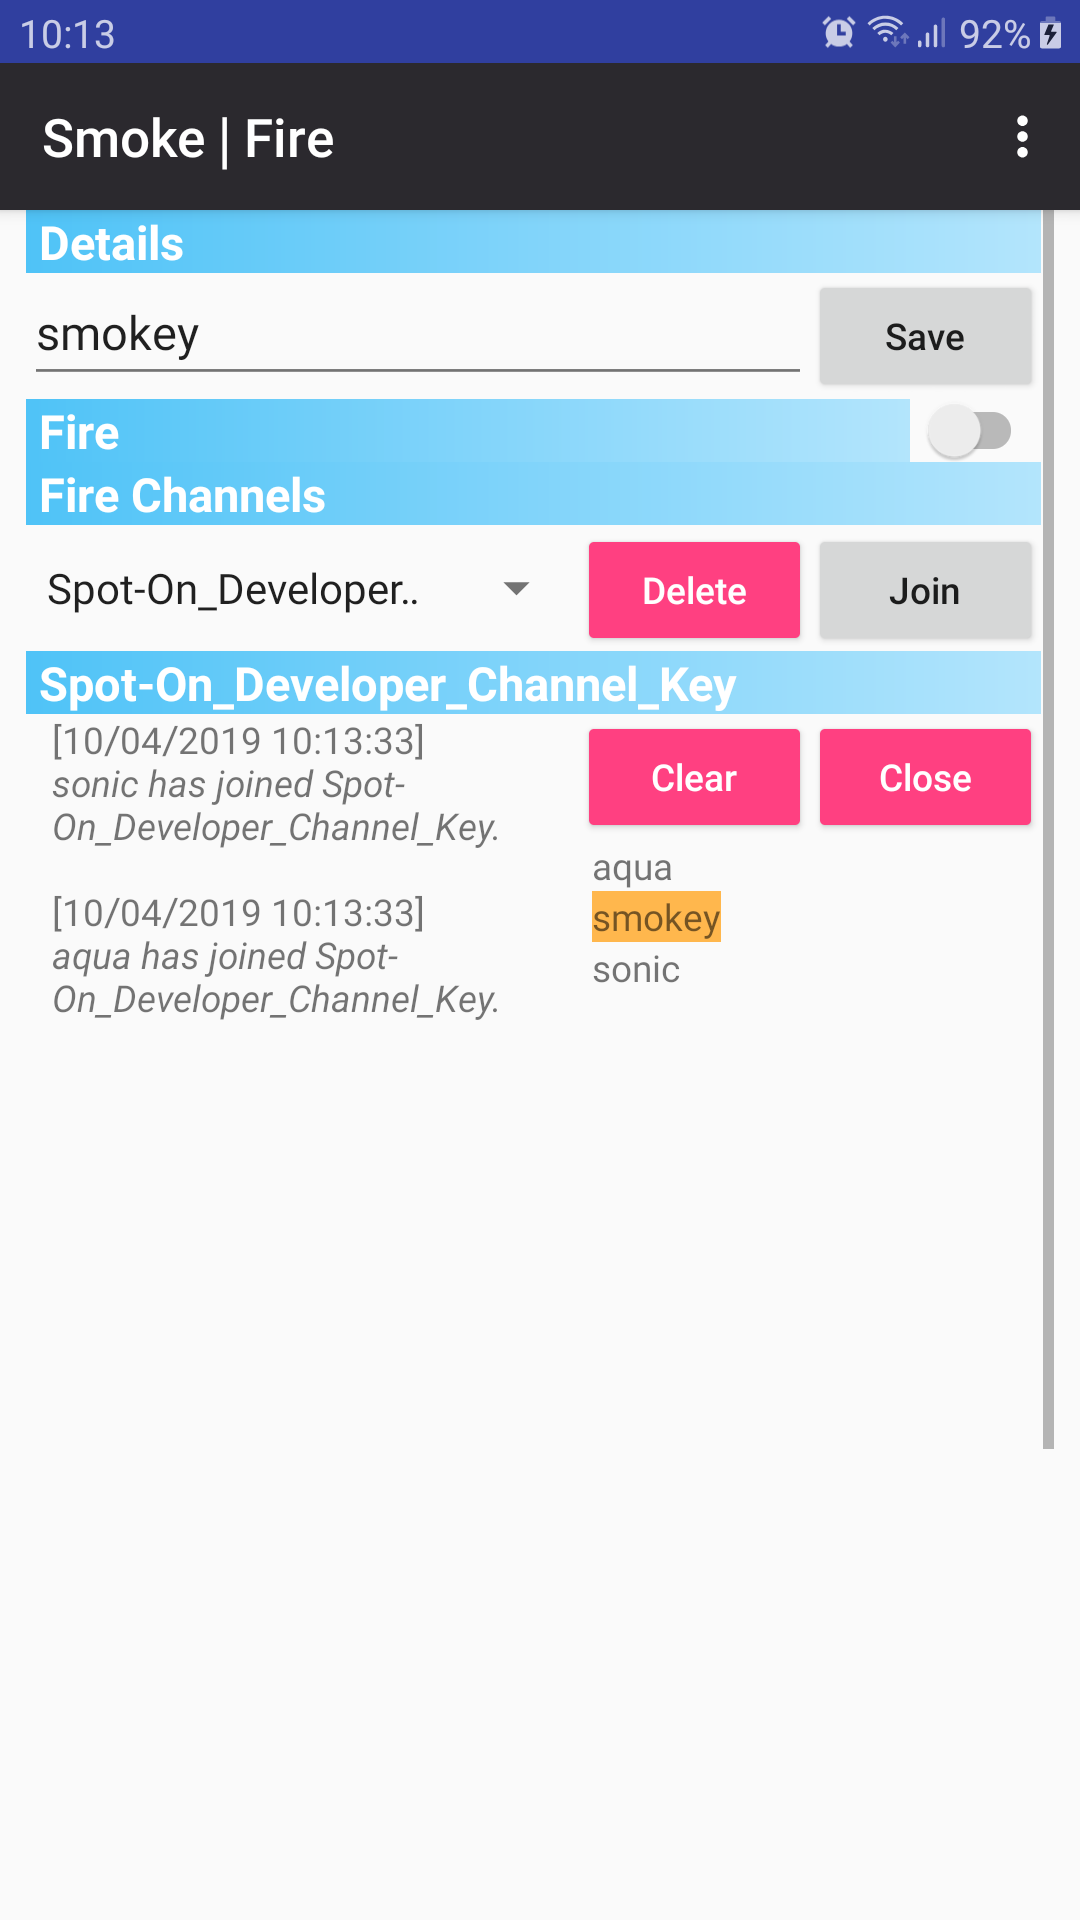 10:13
92%
Smoke | Fire
Details
smokey
Save
Fire
Fire Channels
Spot-On_Developer..
Delete
Join
Spot-On_Developer_Channel_Key
[10/04/2019 10:13:33]
sonic has joined Spot-
On_Developer_Channel_Key.
[10/04/2019 10:13:33]
aqua has joined Spot-
On_Developer_Channel_Key.
Clear
Close
aqua
smokey
sonic